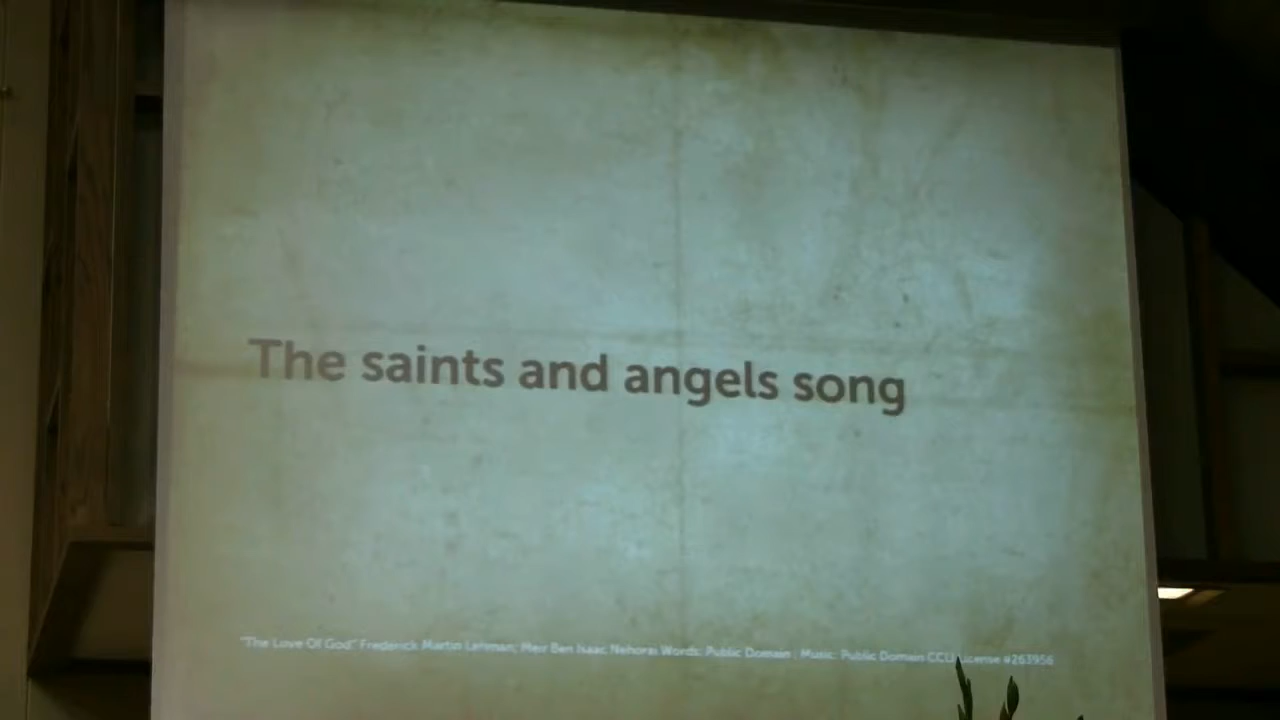 The saints and angels song
"The Love Of God" Frederick Martin Lehman; Meir Ben Isaac Nehorai Words: Public Domain ; Music: Public Domain CCLI License #263956